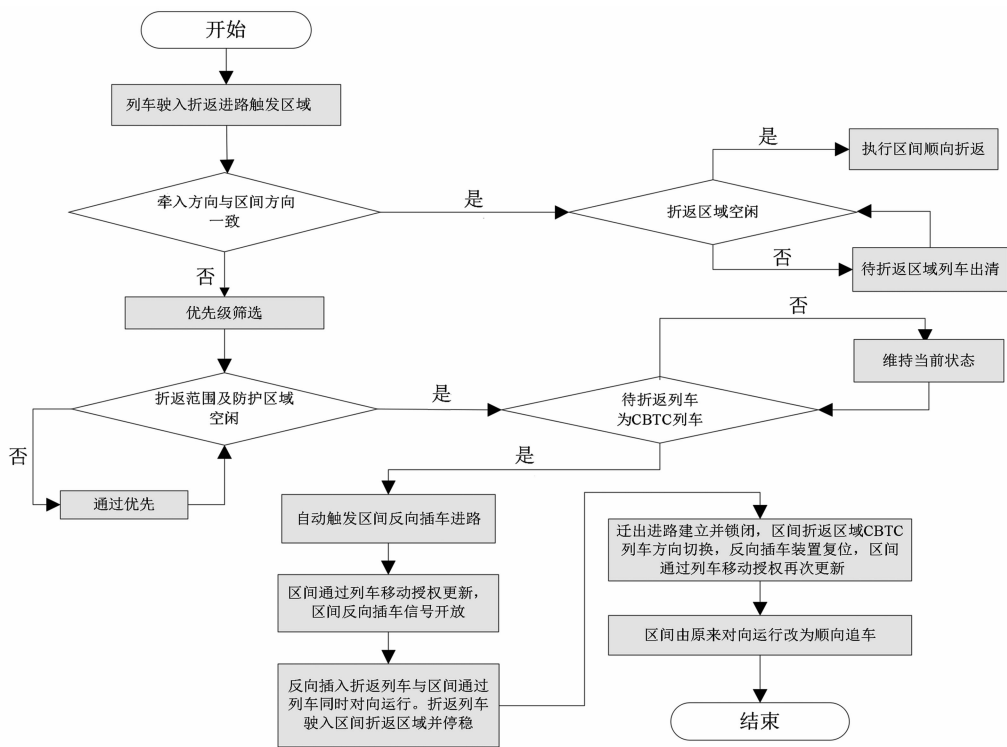 开始
列车驶入折返进路触发区域
是
执行区间顺向折返
牵入方向与区间方向
一致
是
折返区域空闲
否
待折返区域列车出清
否
优先级筛选
否
维持当前状态
折返范围及防护区域
空闲
是
待折返列车
为CBTC列车
否
通过优先
是
自动触发区间反向插车进路
区间通过列车移动授权更新，
区间反向插车信号开放
反向插入折返列车与区间通过
列车同时对向运行。折返列车
驶入区间折返区域并停稳
迁出进路建立并锁闭，区间折返区域CBTC
列车方向切换，反向插车装置复位，区间
通过列车移动授权再次更新
区间由原来对向运行改为顺向追车
结束